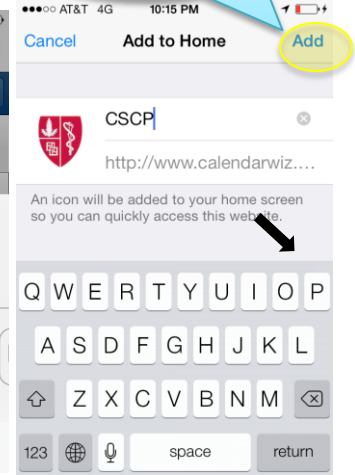 AT&T 4G 10:15 PM
Cancel Add to Home Add
CSCP
http://www.calendarwiz....
An icon will be added to your home screen
so you can quickly access this website.
Q W E R T Y U I O P
A S D F G H J K L
Z X C V B N M
123 space return